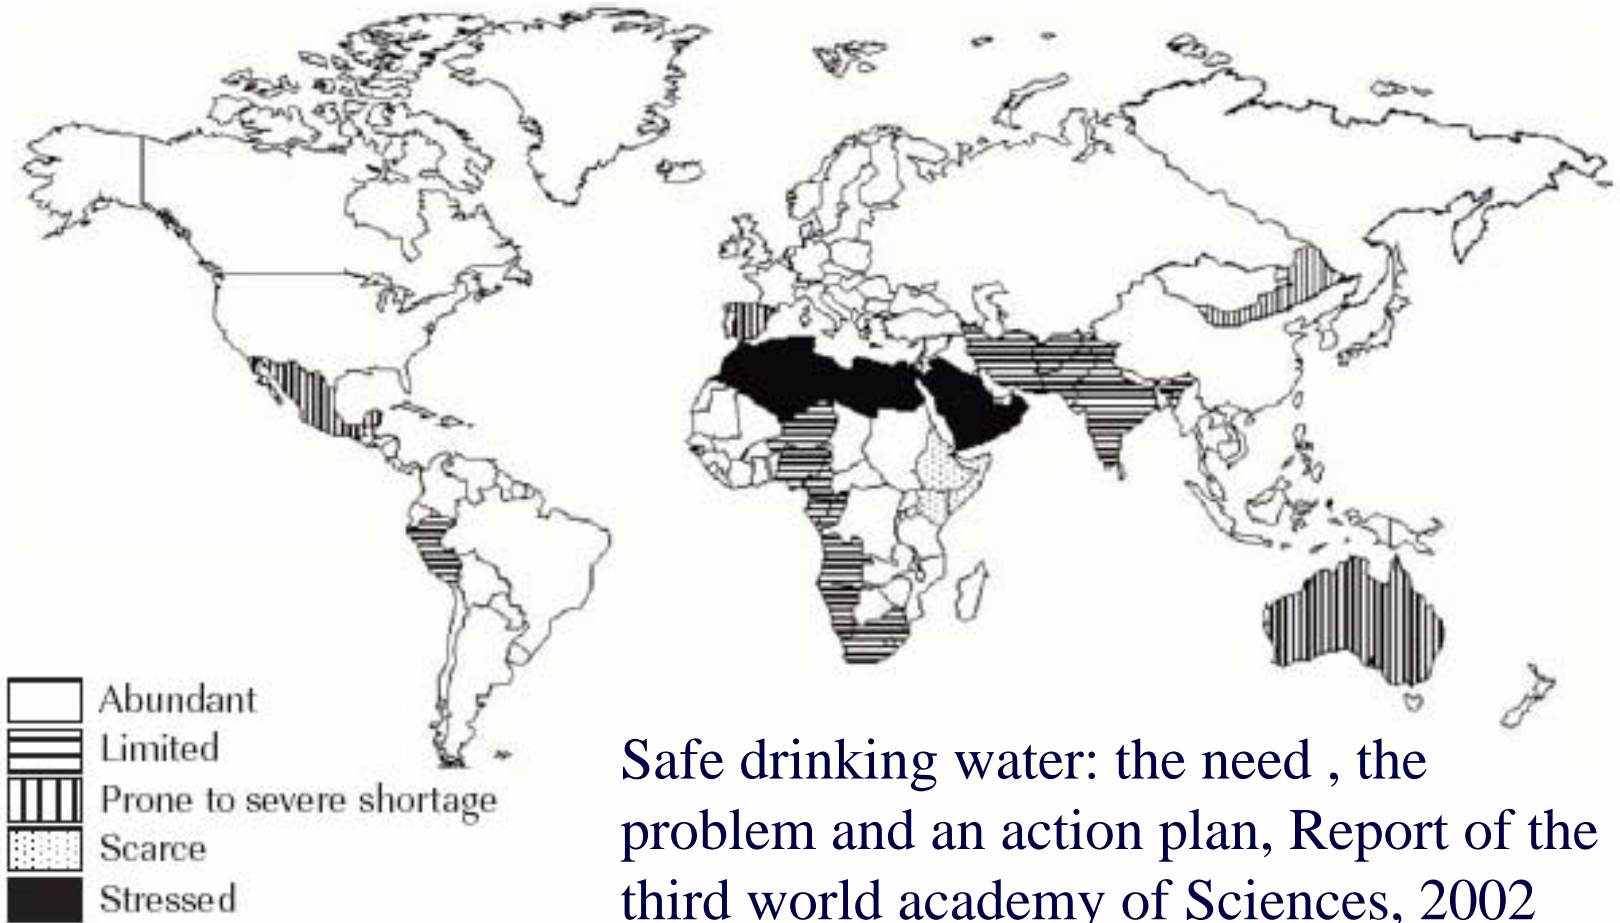 Abundant
Limited
Prone to severe shortage
Scarce
Stressed
Safe drinking water: the need , the
problem and an action plan, Report of the
third world academy of Sciences, 2002